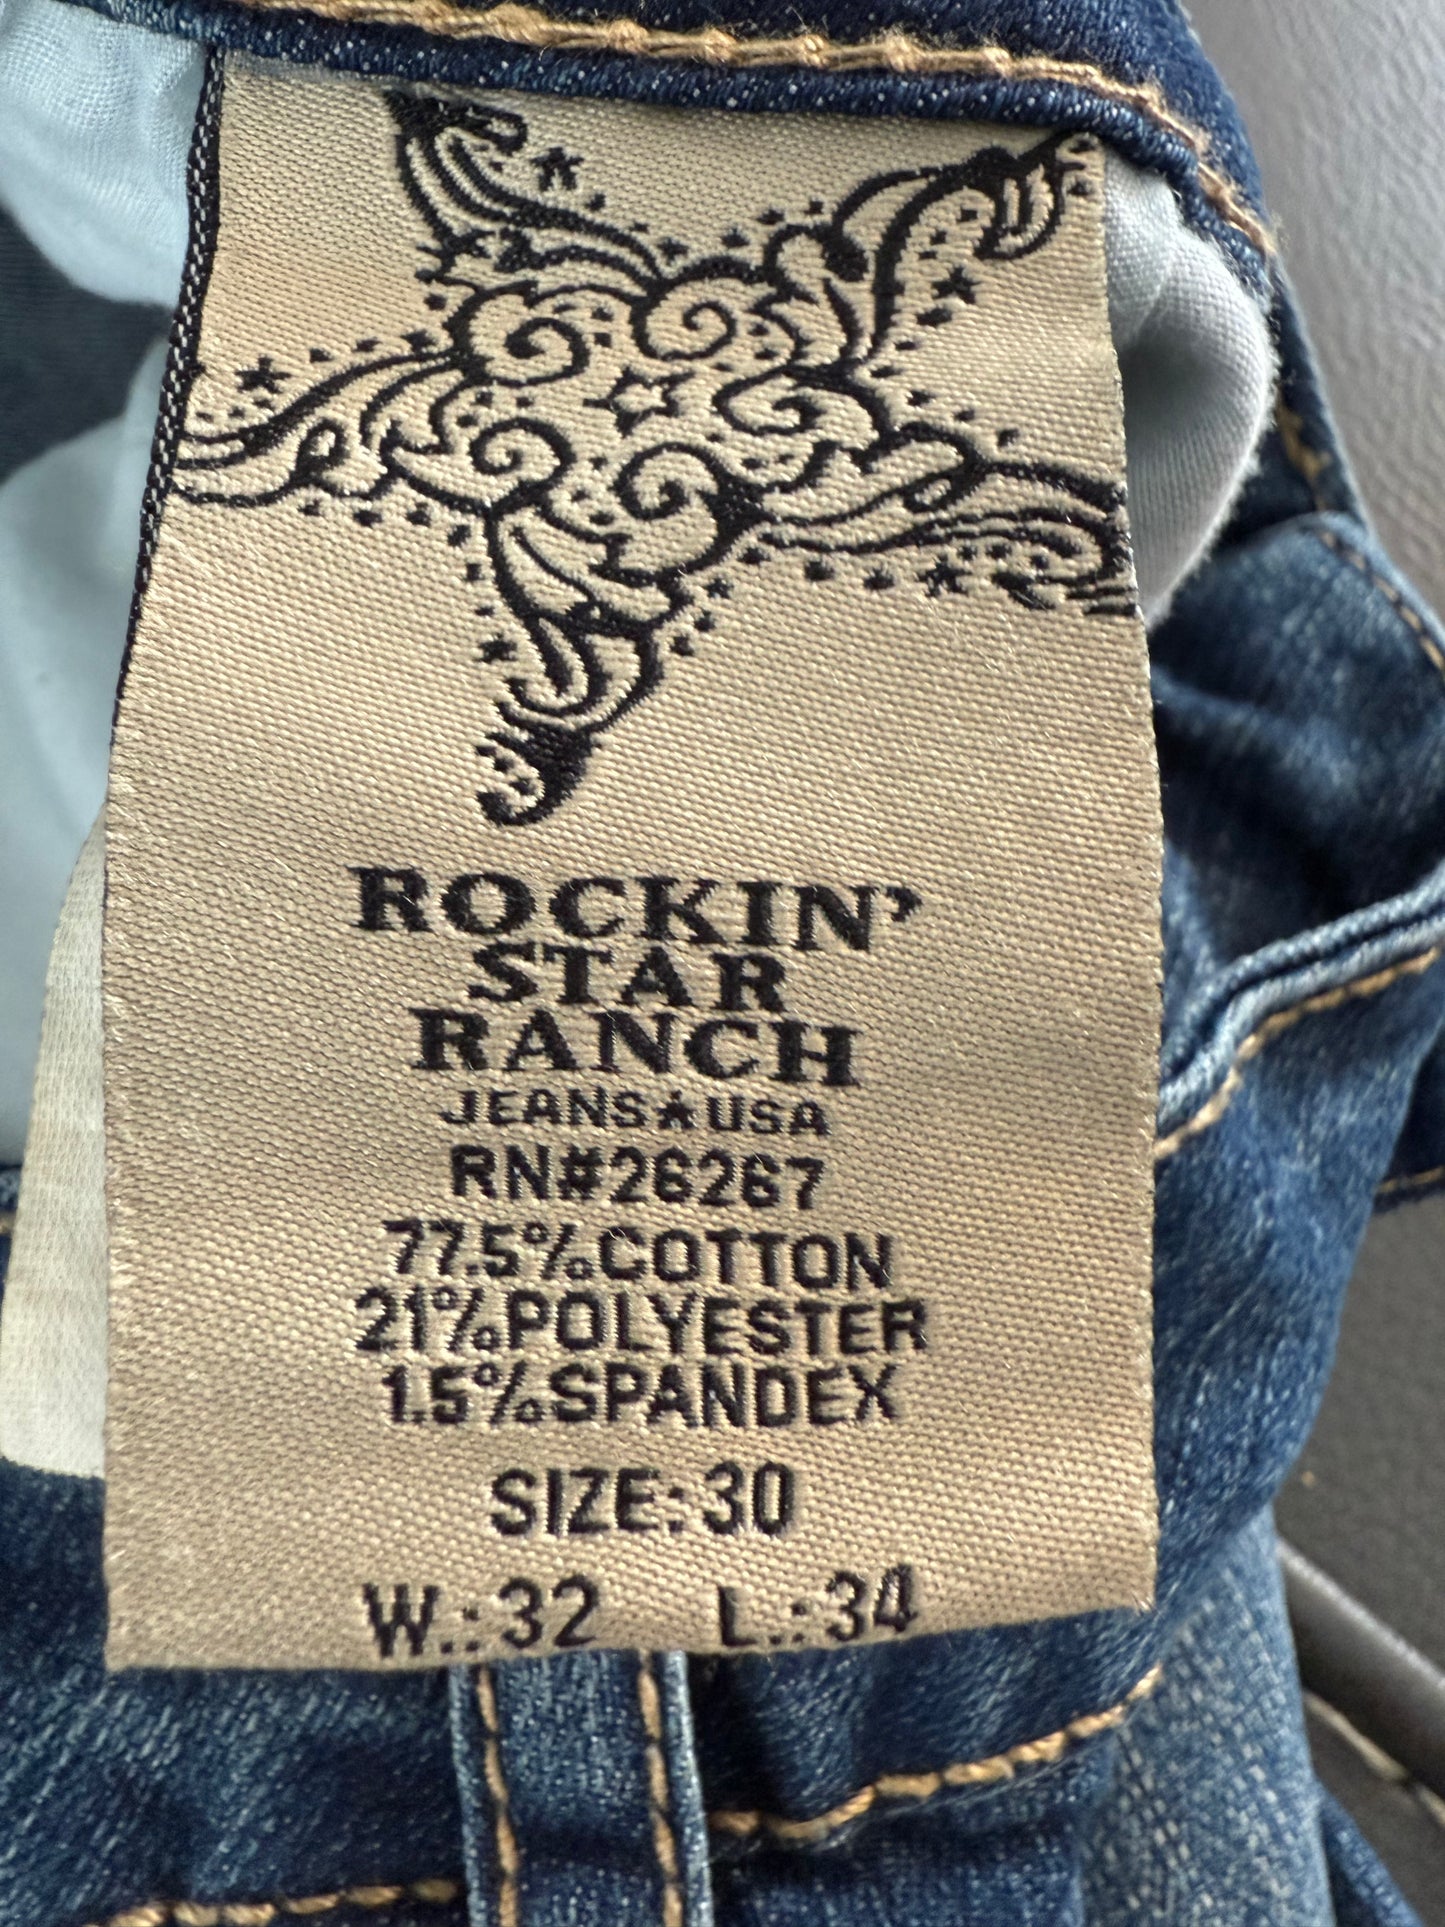 ROCKIN'
STAR
RANCH
JEANS★USA
RN#26267
77.5%COTTON
21%POLYESTER
1.5%SPANDEX
SIZE:30
W.:32 L.:34